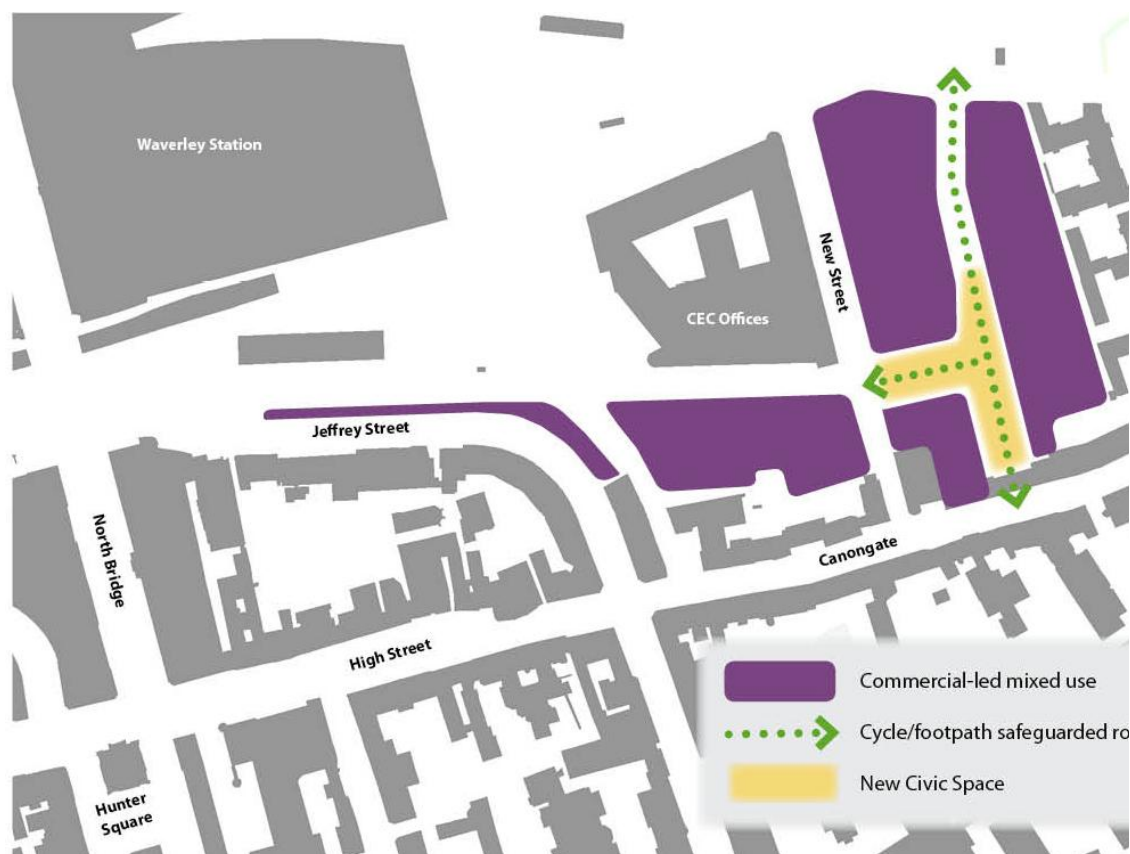 Waverley Station
New Street
CEC Offices
Jeffrey Street
North Bridge
Canongate
High Street
Hunter
Square
Commercial-led mixed use
Cycle/footpath safeguarded ro
New Civic Space